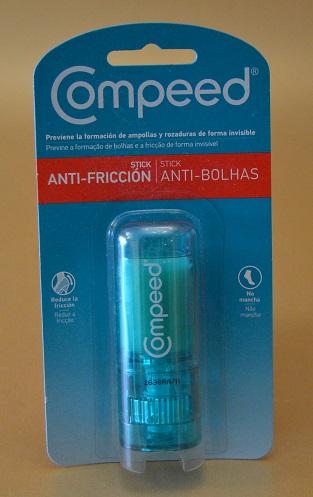 Compeed®
Previene la formación de ampollas y rozaduras de forma invisible
Previne a formação de bolhas e a fricção de forma invisível
STICK STICK
ANTI-FRICCIÓN ANTI-BOLHAS
Compeed
Reduce la
fricción
Reduz a
fricção
No
mancha
Não
mancha